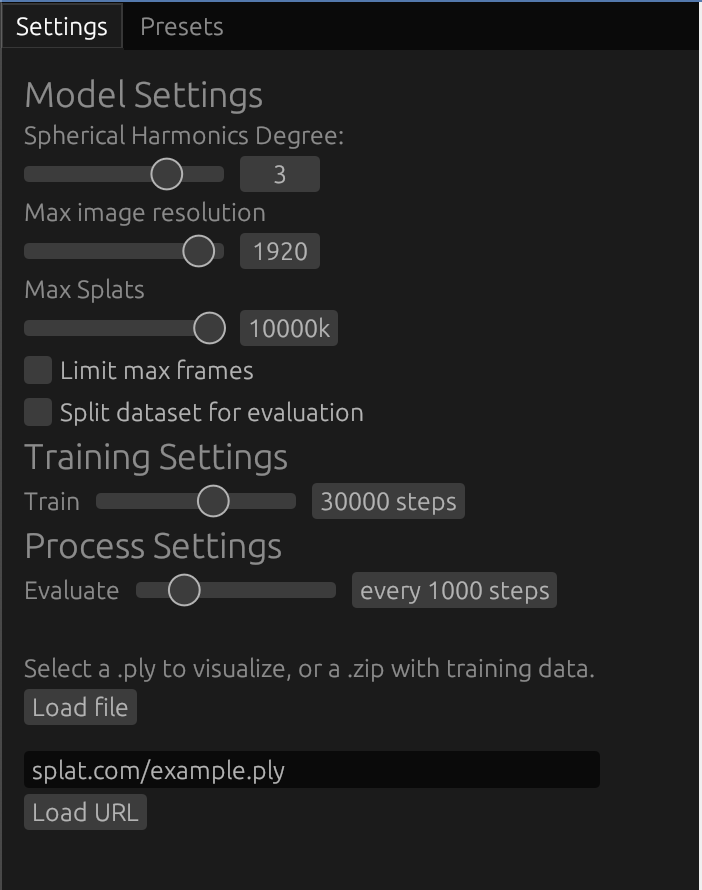 Settings Presets
Model Settings
Spherical Harmonics Degree:
3
Max image resolution
1920
Max Splats
10000k
Limit max frames
Split dataset for evaluation
Training Settings
Train 30000 steps
Process Settings
Evaluate every 1000 steps
Select a .ply to visualize, or a .zip with training data.
Load file
splat.com/example.ply
Load URL